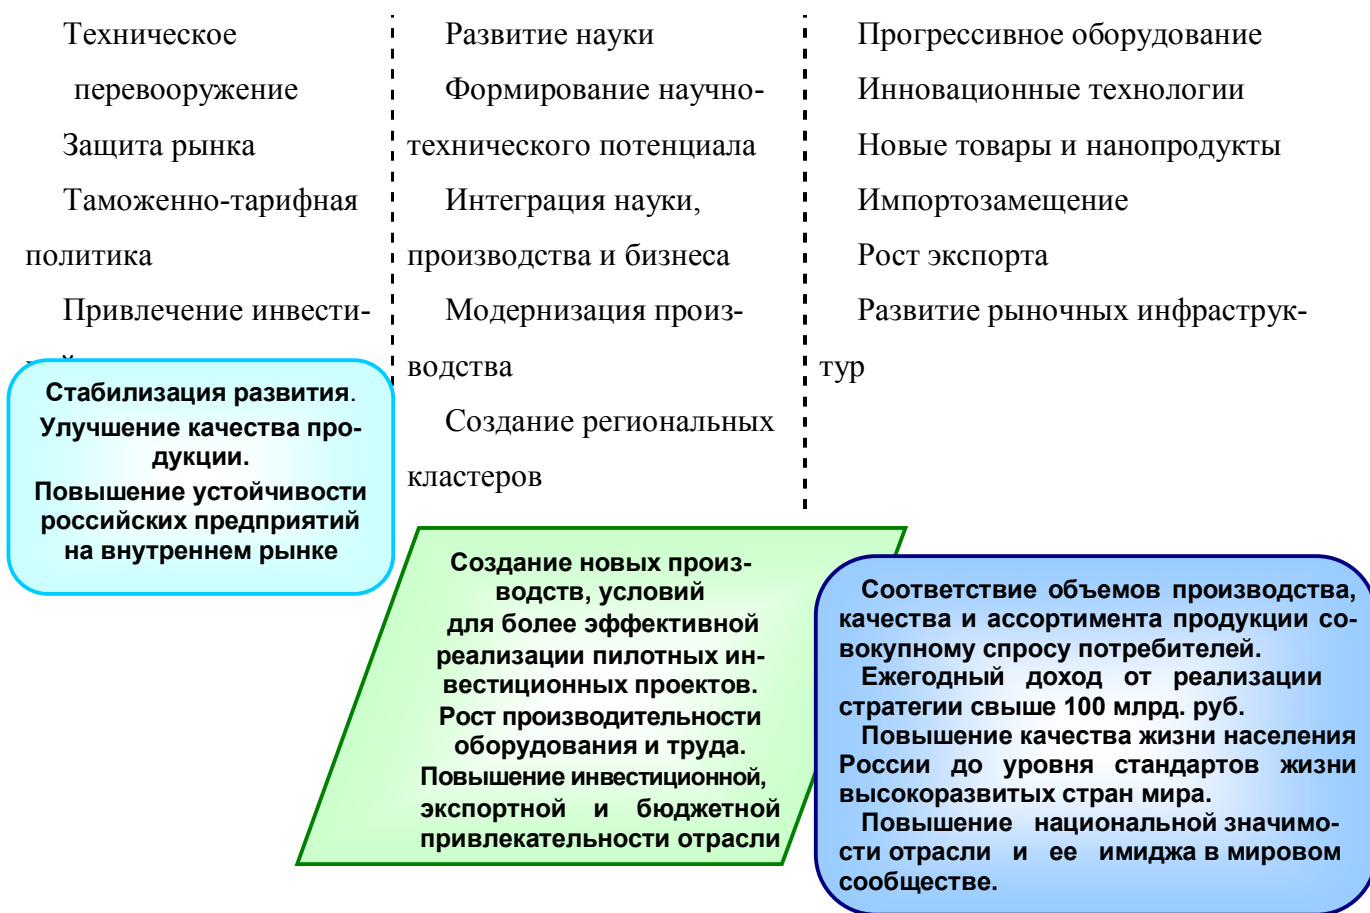 Техническое
перевооружение
Защита рынка
Таможенно-тарифная
политика
Привлечение инвести-
Стабилизация развития.
Улучшение качества про-
дукции.
Повышение устойчивости
российских предприятий
на внутреннем рынке
Развитие науки
Формирование научно-
технического потенциала
Интеграция науки,
производства и бизнеса
Модернизация произ-
водства
Создание региональных
кластеров
Создание новых произ-
водств, условий
для более эффективной
реализации пилотных ин-
вестиционных проектов.
Рост производительности
оборудования и труда.
Повышение инвестиционной,
экспортной и бюджетной
привлекательности отрасли
Прогрессивное оборудование
Инновационные технологии
Новые товары и нанопродукты
Импортозамещение
Рост экспорта
Развитие рыночных инфраструк-
тур
Соответствие объемов производства,
качества и ассортимента продукции со-
вокупному спросу потребителей.
Ежегодный доход от реализации
стратегии свыше 100 млрд. руб.
Повышение качества жизни населения
России до уровня стандартов жизни
высокоразвитых стран мира.
Повышение национальной значимо-
сти отрасли и ее имиджа в мировом
сообществе.